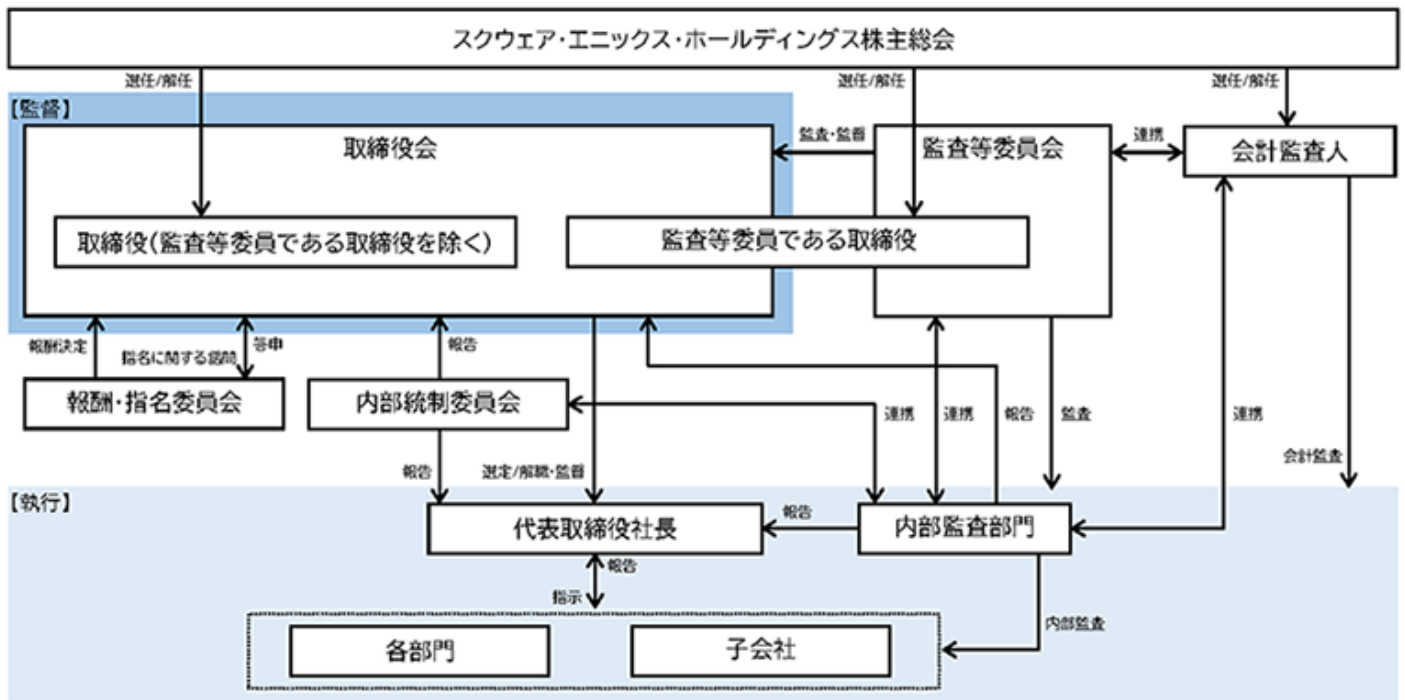 スクウェア・エニックス・ホールディングス株主総会
選任/解任
選任/解任
選任/解任
【監督】
取締役会
監査・監督
監査等委員会
連携
会計監査人
取締役(監査等委員である取締役を除く)
監査等委員である取締役
報酬決定
指名に関する諮問
答申
報告
報酬・指名委員会
内部統制委員会
連携
連携
報告
監査
連携
報告
選定/解職・監督
会計監査
【執行】
代表取締役社長
報告
内部監査部門
報告
指示
内部監査
各部門
子会社